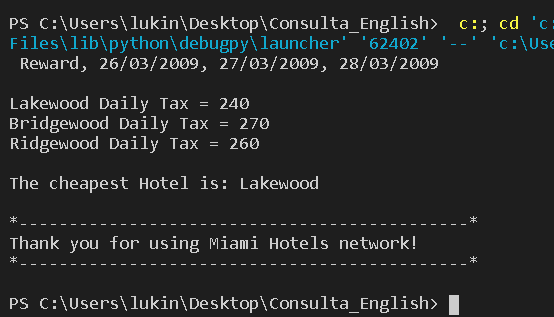 PS C:\Users\lukin\Desktop\Consulta_English>  c:; cd 'c:
Files\lib\python\debugpy\launcher' '62402' '--' 'c:\Use
 Reward, 26/03/2009, 27/03/2009, 28/03/2009
Lakewood Daily Tax = 240
Bridgewood Daily Tax = 270
Ridgewood Daily Tax = 260
The cheapest Hotel is: Lakewood
*---------------------------------------------*
Thank you for using Miami Hotels network!
*---------------------------------------------*
PS C:\Users\lukin\Desktop\Consulta_English>